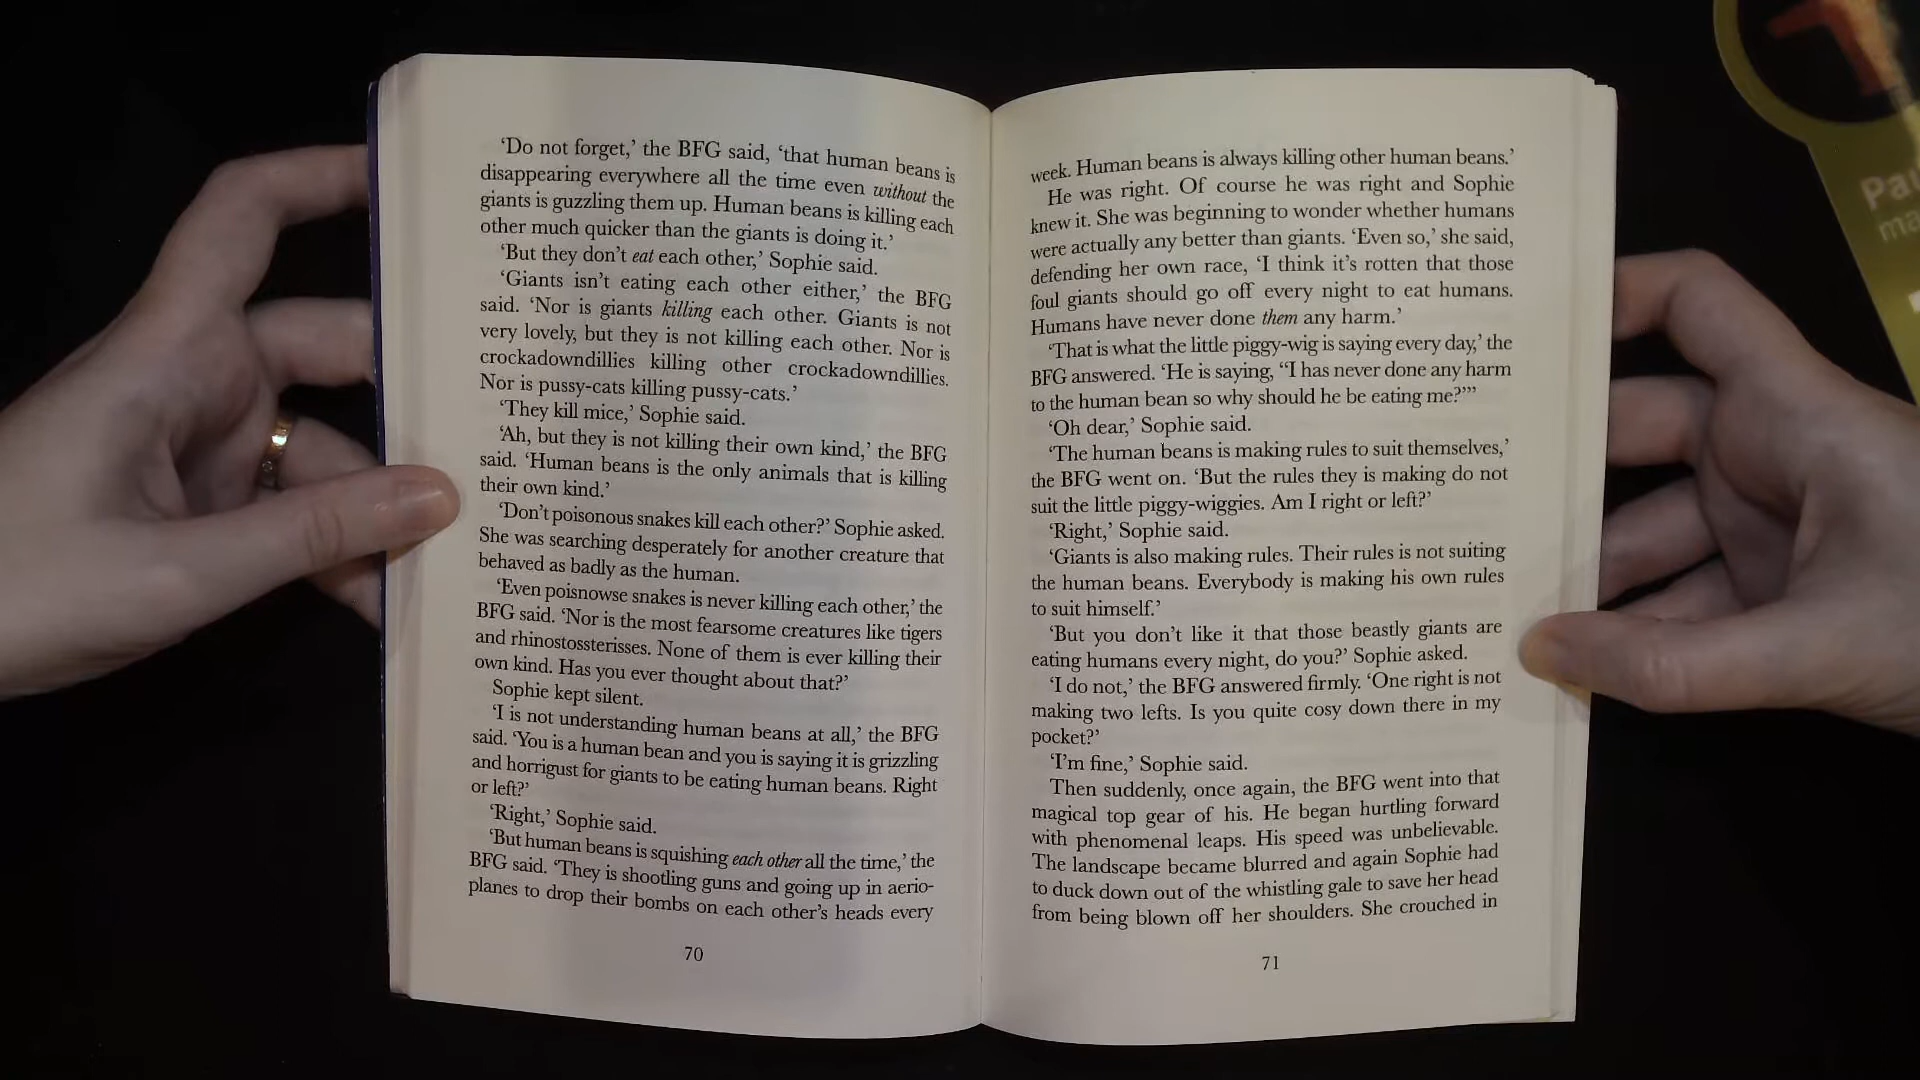 ‘Do not forget,’ the BFG said, ‘that human beans is
disappearing everywhere all the time even without the
giants is guzzling them up. Human beans is killing each
other much quicker than the giants is doing it.’
‘But they don’t eat each other,’ Sophie said.
‘Giants isn’t eating each other either,’ the BFG
said. ‘Nor is giants killing each other. Giants is not
very lovely, but they is not killing each other. Nor is
crockadowndillies killing other crockadowndillies.
Nor is pussy-cats killing pussy-cats.’
‘They kill mice,’ Sophie said.
‘Ah, but they is not killing their own kind,’ the BFG
said. ‘Human beans is the only animals that is killing
their own kind.’
‘Don’t poisonous snakes kill each other?’ Sophie asked.
She was searching desperately for another creature that
behaved as badly as the human.
‘Even poisnowse snakes is never killing each other,’ the
BFG said. ‘Nor is the most fearsome creatures like tigers
and rhinostossterisses. None of them is ever killing their
own kind. Has you ever thought about that?’
Sophie kept silent.
‘I is not understanding human beans at all,’ the BFG
said. ‘You is a human bean and you is saying it is grizzling
and horrigust for giants to be eating human beans. Right
or left?’
‘Right,’ Sophie said.
‘But human beans is squishing each other all the time,’ the
BFG said. ‘They is shootling guns and going up in aerio-
planes to drop their bombs on each other’s heads every
70
week. Human beans is always killing other human beans.’
He was right. Of course he was right and Sophie
knew it. She was beginning to wonder whether humans
were actually any better than giants. ‘Even so,’ she said,
defending her own race, ‘I think it’s rotten that those
foul giants should go off every night to eat humans.
Humans have never done them any harm.’
‘That is what the little piggy-wig is saying every day,’ the
BFG answered. ‘He is saying, “I has never done any harm
to the human bean so why should he be eating me?”’
‘Oh dear,’ Sophie said.
‘The human beans is making rules to suit themselves,’
the BFG went on. ‘But the rules they is making do not
suit the little piggy-wiggies. Am I right or left?’
‘Right,’ Sophie said.
‘Giants is also making rules. Their rules is not suiting
the human beans. Everybody is making his own rules
to suit himself.’
‘But you don’t like it that those beastly giants are
eating humans every night, do you?’ Sophie asked.
‘I do not,’ the BFG answered firmly. ‘One right is not
making two lefts. Is you quite cosy down there in my
pocket?’
‘I’m fine,’ Sophie said.
Then suddenly, once again, the BFG went into that
magical top gear of his. He began hurtling forward
with phenomenal leaps. His speed was unbelievable.
The landscape became blurred and again Sophie had
to duck down out of the whistling gale to save her head
from being blown off her shoulders. She crouched in
71